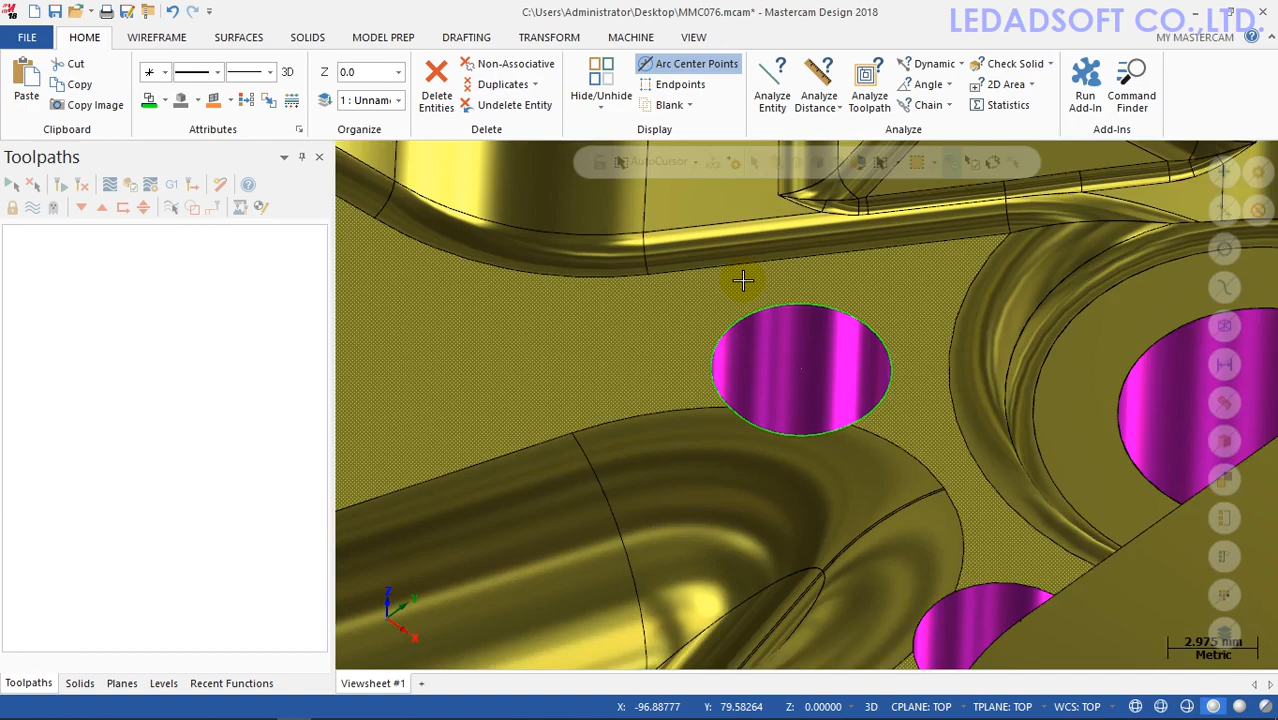 C:\Users\Administrator\Desktop\MMC076.mcam* - Mastercam Design 2018
LEDADSOFT CO.,LTD.
FILE HOME WIREFRAME SURFACES SOLIDS MODEL PREP DRAFTING TRANSFORM MACHINE VIEW MY MASTERCAM
Paste
Cut
Copy
Copy Image
Clipboard
3D
Attributes
Z 0.0
1 : Unnam
Organize
Delete
Entities
Non-Associative
Duplicates
Undelete Entity
Delete
Hide/Unhide
Arc Center Points
Endpoints
Blank
Display
Analyze
Entity
Analyze
Distance
Analyze
Toolpath
Dynamic
Angle
Chain
Check Solid
2D Area
Statistics
Analyze
Run
Add-In
Command
Finder
Add-Ins
Toolpaths
G1
AutoCursor
Z
Y
X
2.975 mm
Metric
Toolpaths Solids Planes Levels Recent Functions
Viewsheet #1 +
X: -96.88777 Y: 79.58264 Z: 0.00000 3D CPLANE: TOP TPLANE: TOP WCS: TOP